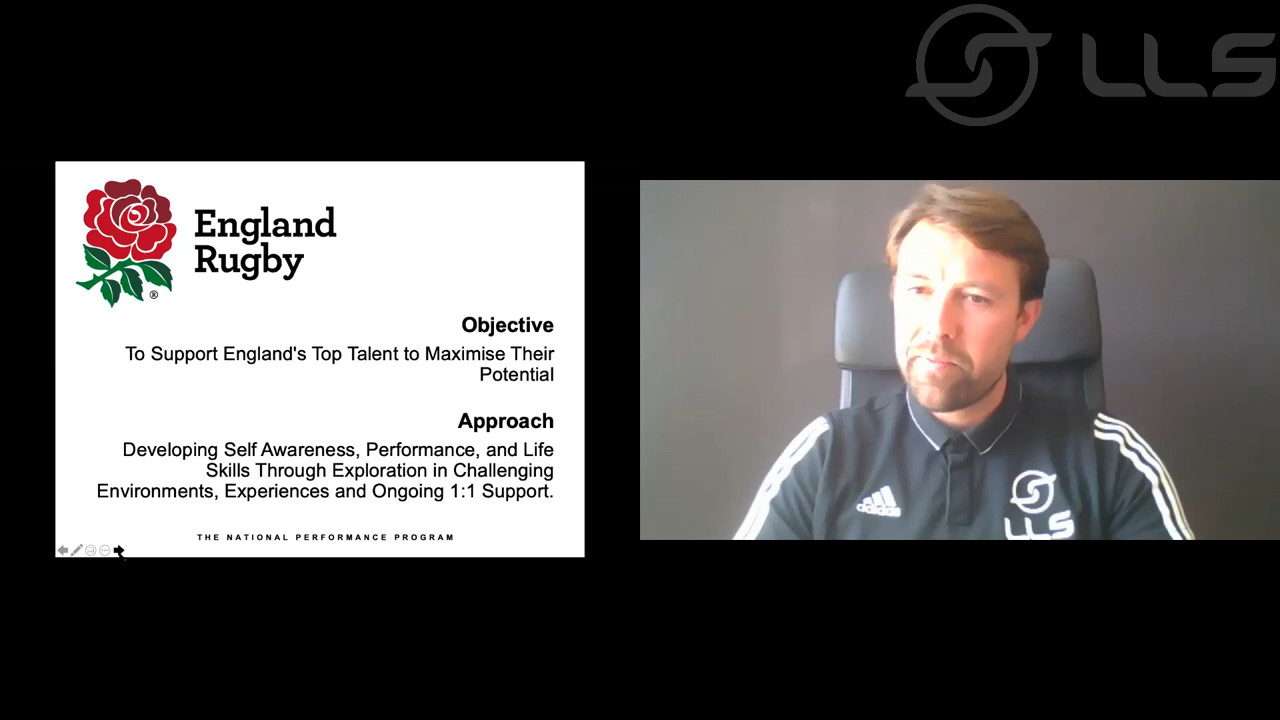 LLS
England
Rugby
®
Objective
To Support England's Top Talent to Maximise Their
Potential
Approach
Developing Self Awareness, Performance, and Life
Skills Through Exploration in Challenging
Environments, Experiences and Ongoing 1:1 Support.
THE NATIONAL PERFORMANCE PROGRAM
adidas
LLS